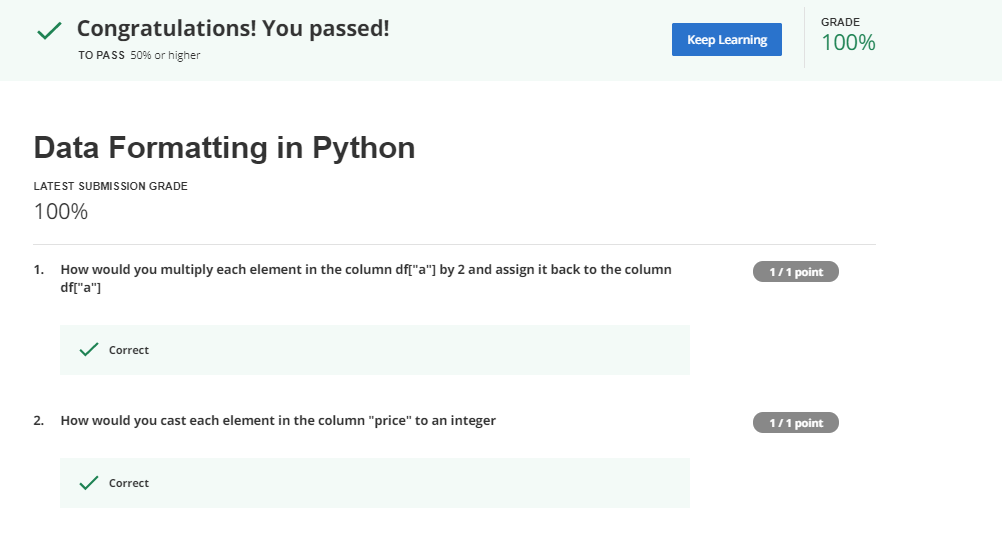 Congratulations! You passed!
TO PASS 50% or higher
Keep Learning
GRADE
100%
Data Formatting in Python
LATEST SUBMISSION GRADE
100%
1. How would you multiply each element in the column df["a"] by 2 and assign it back to the column
df["a"]
1 / 1 point
Correct
2. How would you cast each element in the column "price" to an integer
1 / 1 point
Correct